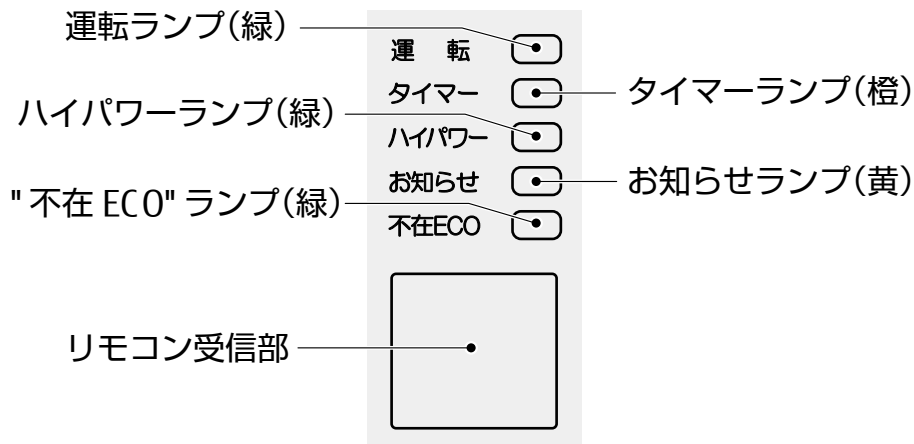 運転ランプ(緑)
運 転
タイマー
タイマーランプ(橙)
ハイパワーランプ(緑)
ハイパワー
お知らせ
お知らせランプ(黄)
"不在 ECO" ランプ(緑)
不在ECO
リモコン受信部